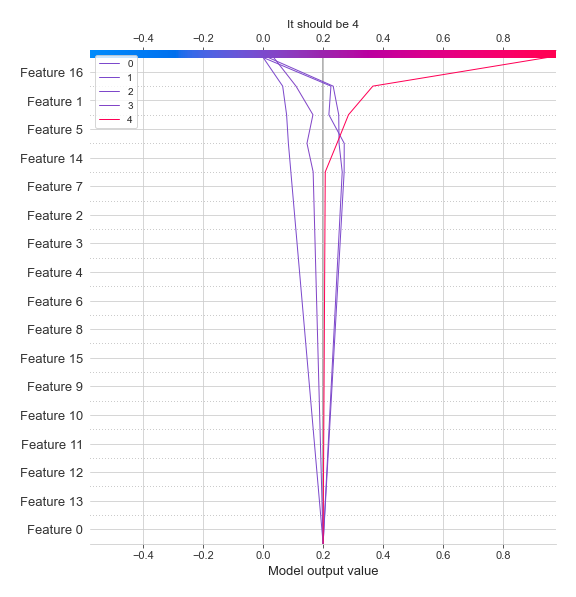 It should be 4
−0.4 −0.2 0.0 0.2 0.4 0.6 0.8
0
1
2
3
4
Feature 16
Feature 1
Feature 5
Feature 14
Feature 7
Feature 2
Feature 3
Feature 4
Feature 6
Feature 8
Feature 15
Feature 9
Feature 10
Feature 11
Feature 12
Feature 13
Feature 0
−0.4 −0.2 0.0 0.2 0.4 0.6 0.8
Model output value